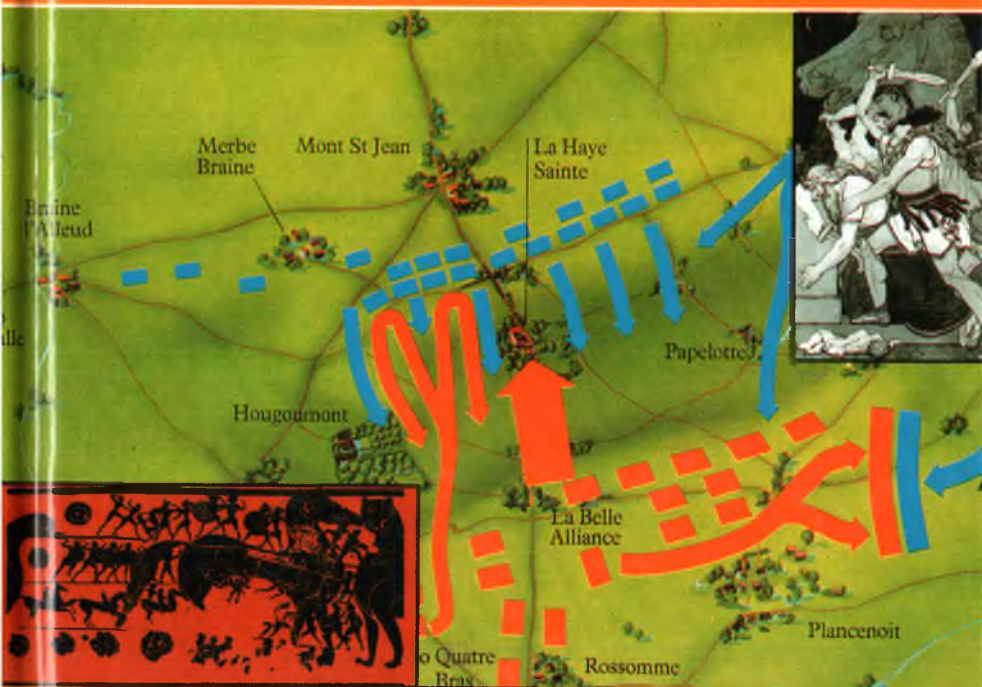 Merbe
Braine
Mont St Jean
La Haye
Sainte
Braine
l'Alleud
Papelotte
Hougoumont
La Belle
Alliance
Plancenoit
Quatre
Bras
Rossomme